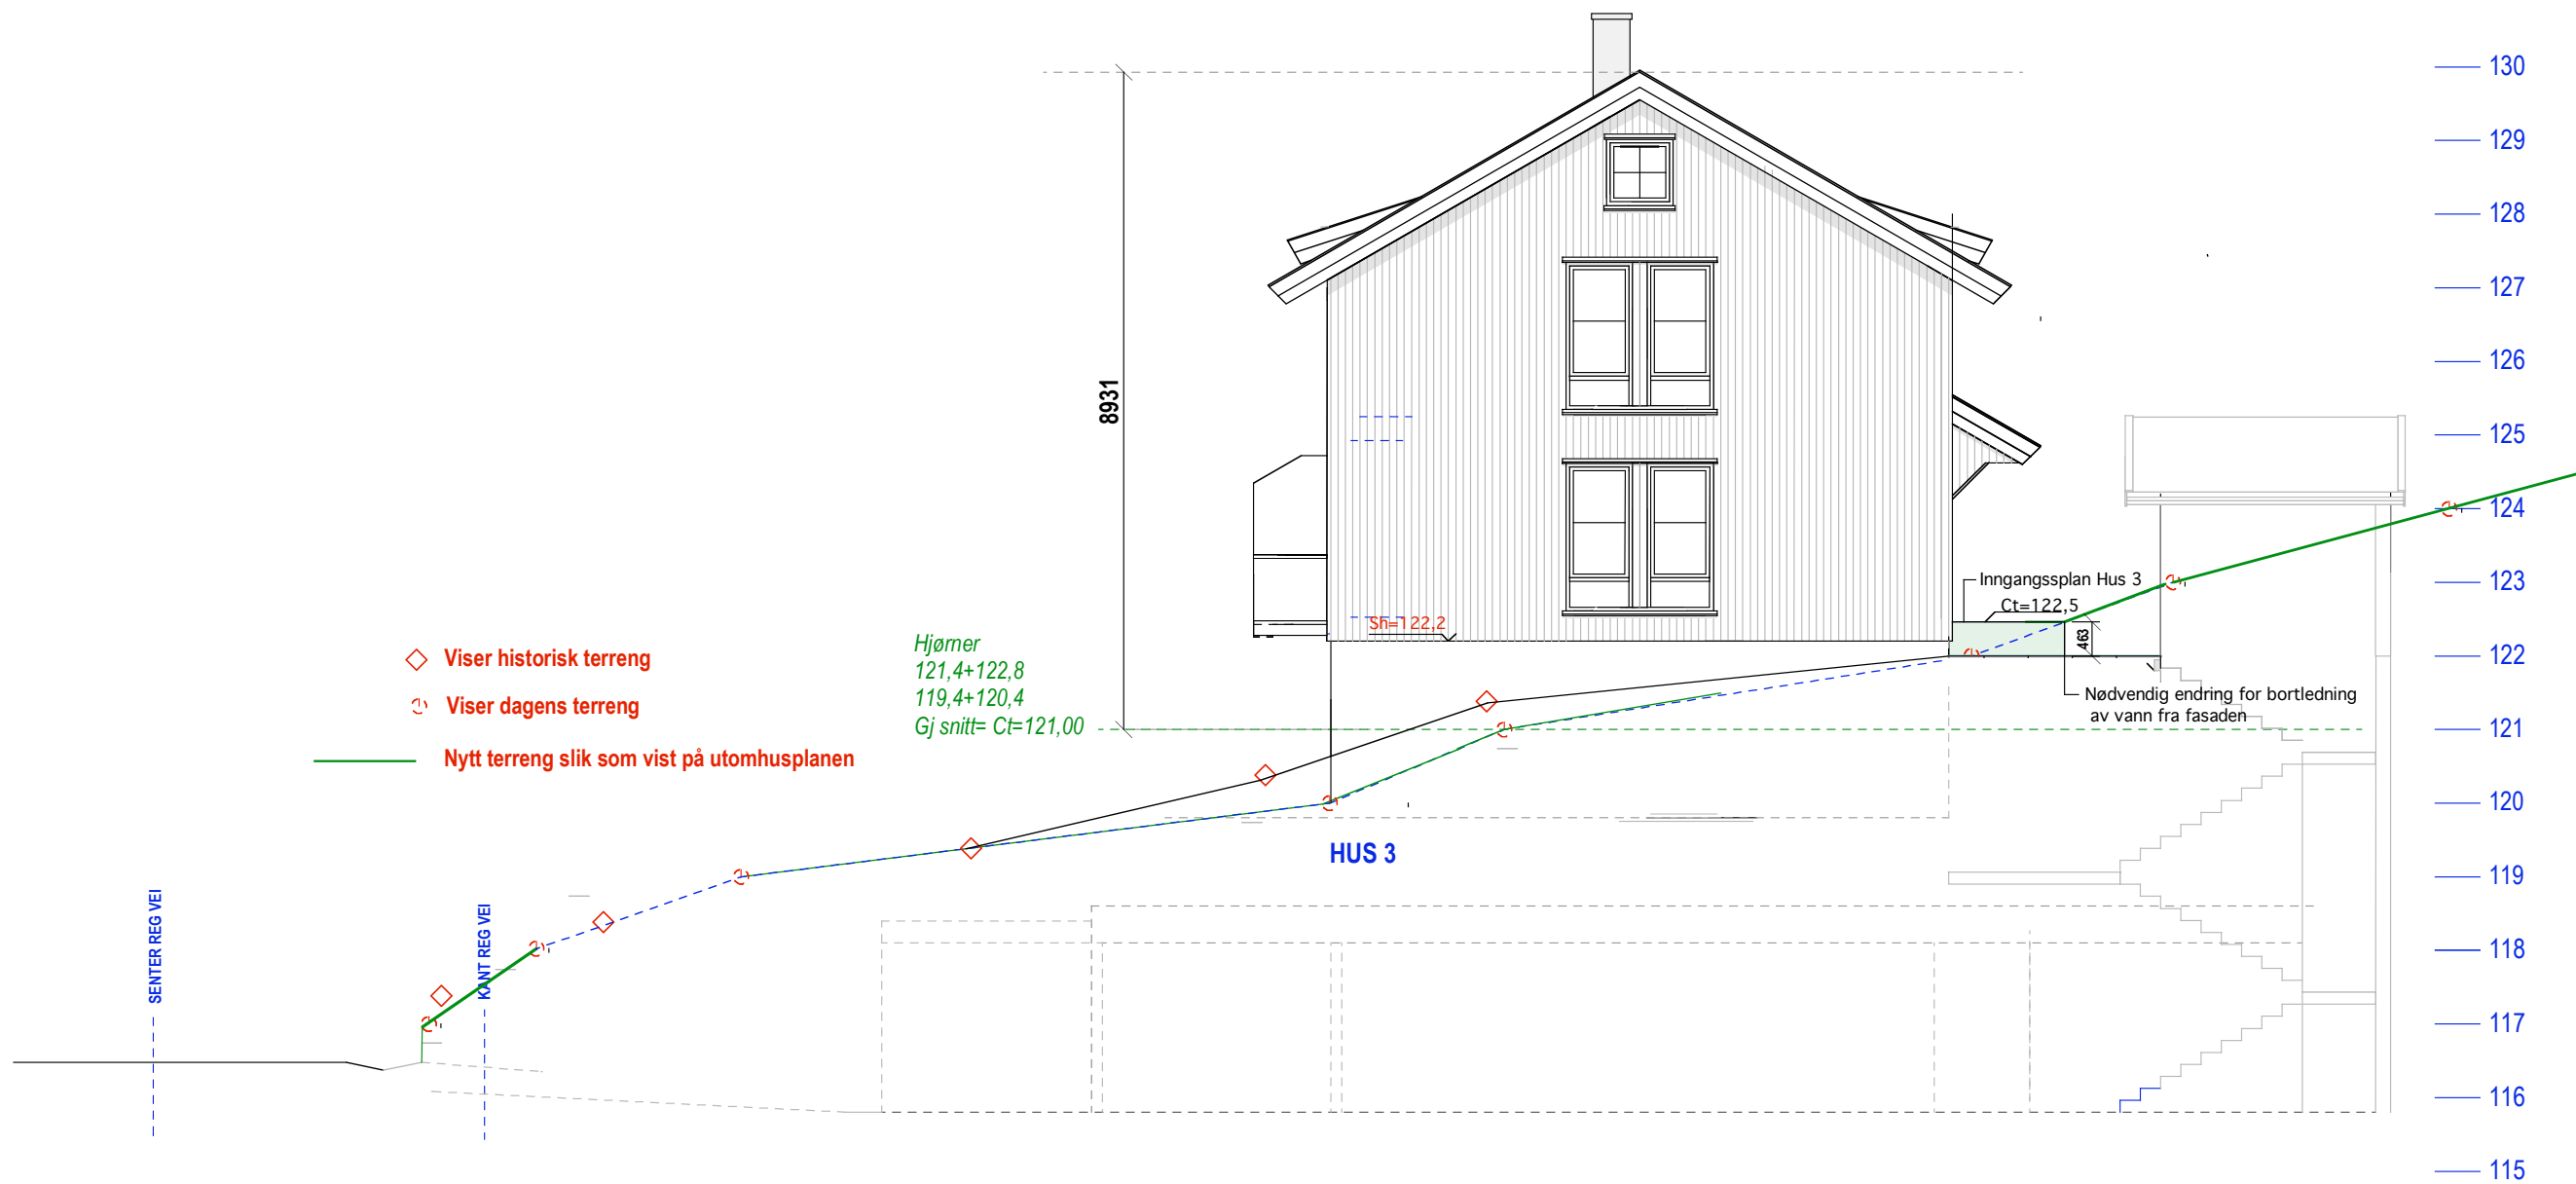 130
129
128
127
126
125
124
123
122
121
120
119
118
117
116
115
8931
Inngangssplan Hus 3
Ct=122,5
463
Sh=122,2
Nødvendig endring for bortledning
av vann fra fasaden
Hjørner
121,4+122,8
119,4+120,4
Gj snitt= Ct=121,00
Viser historisk terreng
Viser dagens terreng
Nytt terreng slik som vist på utomhusplanen
HUS 3
SENTER REG VEI
KANT REG VEI